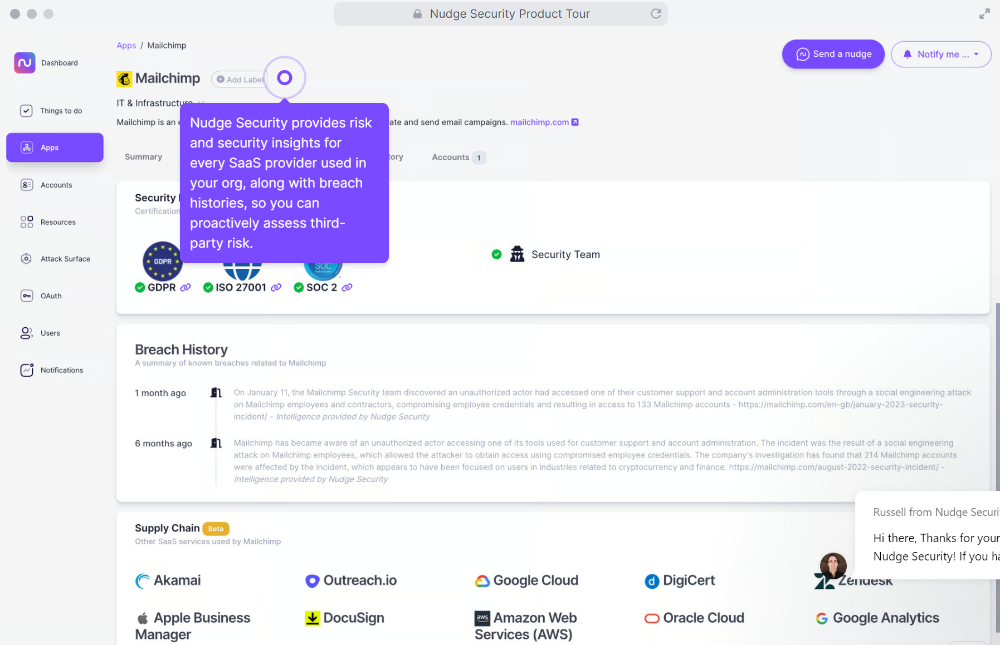 Nudge Security Product Tour
Apps / Mailchimp
Send a nudge
Notify me ...
Dashboard
Mailchimp
Add Label
IT & Infrastructure
Things to do
Mailchimp is an
ate and send email campaigns. mailchimp.com
Nudge Security provides risk
and security insights for
every SaaS provider used in
your org, along with breach
histories, so you can
proactively assess third-
party risk.
Apps
Summary
tory
Accounts 1
Accounts
Security
Certification
Resources
Attack Surface
GDPR
SOC
Security Team
GDPR
ISO 27001
SOC 2
OAuth
Users
Notifications
Breach History
A summary of known breaches related to Mailchimp
1 month ago
On January 11, the Mailchimp Security team discovered an unauthorized actor had accessed one of their customer support and account administration tools through a social engineering attack
on Mailchimp employees and contractors, compromising employee credentials and resulting in access to 133 Mailchimp accounts - https://mailchimp.com/en-gb/january-2023-security-
incident/ - Intelligence provided by Nudge Security
6 months ago
Mailchimp has became aware of an unauthorized actor accessing one of its tools used for customer support and account administration. The incident was the result of a social engineering
attack on Mailchimp employees, which allowed the attacker to obtain access using compromised employee credentials. The company's investigation has found that 214 Mailchimp accounts
were affected by the incident, which appears to have been focused on users in industries related to cryptocurrency and finance. https://mailchimp.com/august-2022-security-incident/ -
Intelligence provided by Nudge Security
Supply Chain Beta
Other SaaS services used by Mailchimp
Russell from Nudge Securi
Hi there, Thanks for your
Nudge Security! If you ha
Akamai
Outreach.io
Google Cloud
DigiCert
Zendesk
Apple Business
Manager
DocuSign
aws
Amazon Web
Services (AWS)
Oracle Cloud
Google Analytics